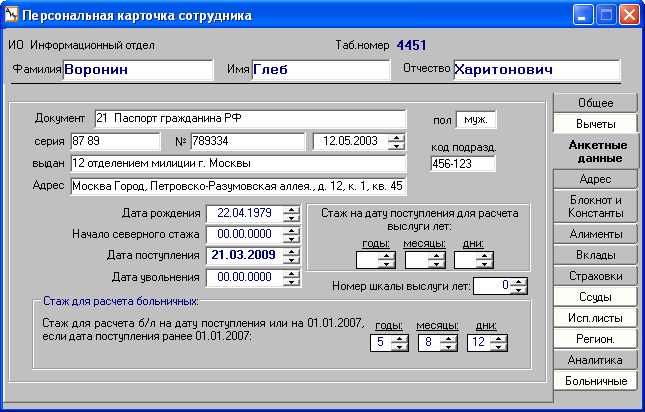 Персональная карточка сотрудника
ИО Информационный отдел Таб.номер 4451
Фамилия Воронин Имя Глеб Отчество Харитонович
Документ 21 Паспорт гражданина РФ пол муж.
серия 87 89 № 789334 12.05.2003 код подразд.
выдан 12 отделением милиции г. Москвы 456-123
Адрес Москва Город, Петровско-Разумовская аллея., д. 12, к. 1, кв. 45
Дата рождения 22.04.1979
Начало северного стажа 00.00.0000
Дата поступления 21.03.2009
Дата увольнения 00.00.0000
Стаж на дату поступления для расчета
выслуги лет:
годы: месяцы: дни:
Номер шкалы выслуги лет: 0
Стаж для расчета больничных:
Стаж для расчета б/л на дату поступления или на 01.01.2007,
если дата поступления ранее 01.01.2007:
годы: месяцы: дни:
5 8 12
Общее
Вычеты
Анкетные
данные
Адрес
Блокнот и
Константы
Алименты
Вклады
Страховки
Ссуды
Исп.листы
Регион.
Аналитика
Больничные